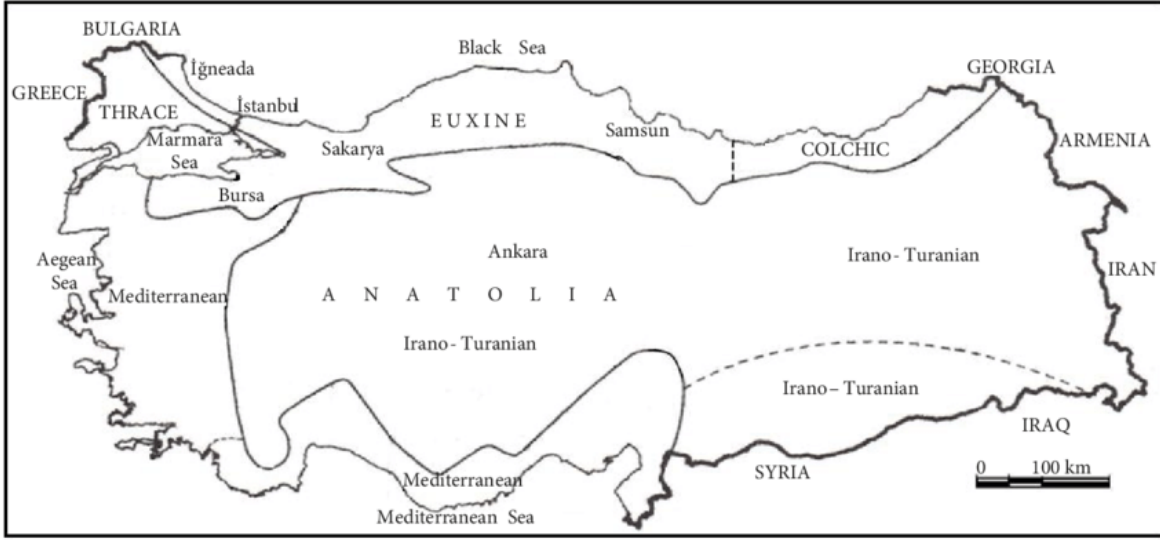 BULGARIA
Black Sea
İğneada
GEORGIA
GREECE
THRACE
İstanbul
EUXINE
Samsun
Marmara
Sea
Sakarya
COLCHIC
ARMENIA
Bursa
Ankara
Irano - Turanian
Aegean
Sea
IRAN
Mediterranean
ANATOLIA
Irano - Turanian
Irano – Turanian
IRAQ
SYRIA
0 100 km
Mediterranean
Mediterranean Sea